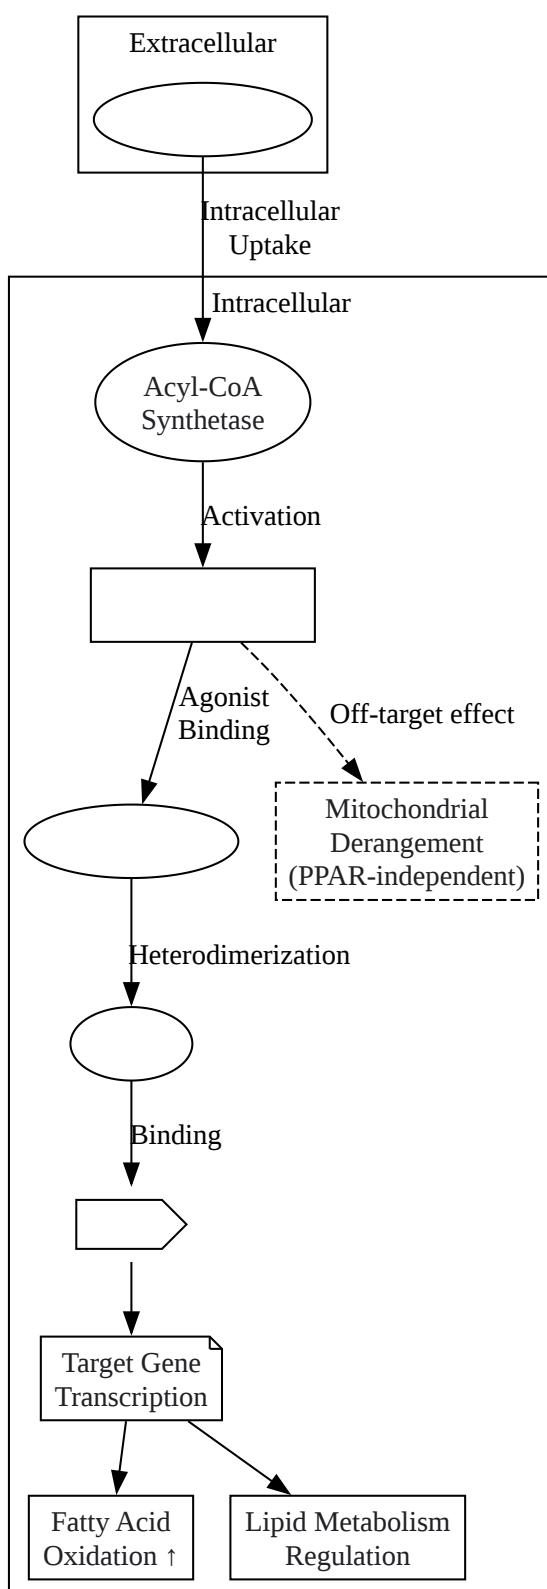 Extracellular
Intracellular
Uptake
Intracellular
Acyl-CoA
Synthetase
Activation
Agonist
Binding
Off-target effect
Mitochondrial
Derangement
(PPAR-independent)
Heterodimerization
Binding
Target Gene
Transcription
Fatty Acid
Oxidation ↑
Lipid Metabolism
Regulation